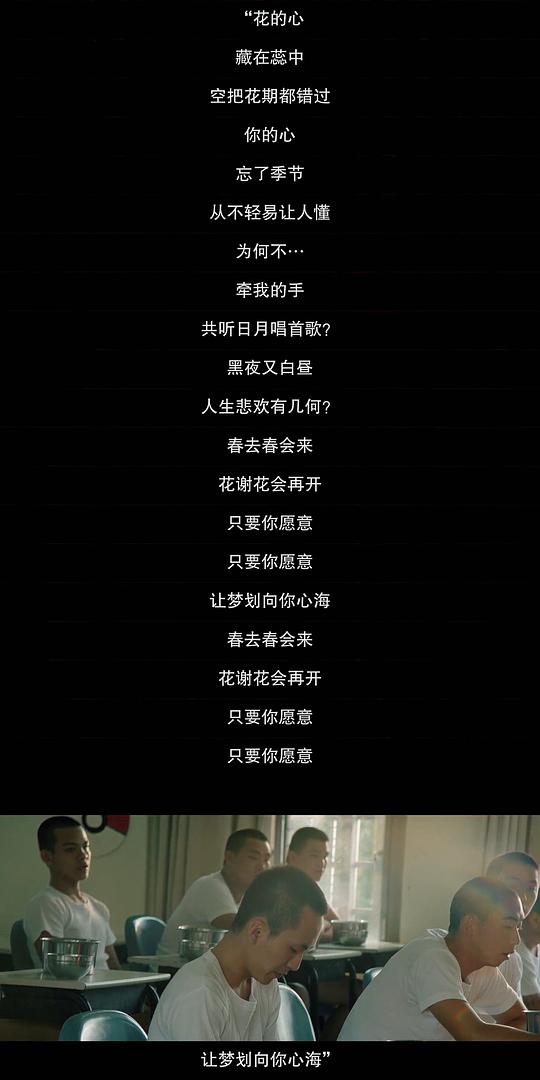 “花的心
藏在蕊中
空把花期都错过
你的心
忘了季节
从不轻易让人懂
为何不…
牵我的手
共听日月唱首歌?
黑夜又白昼
人生悲欢有几何?
春去春会来
花谢花会再开
只要你愿意
只要你愿意
让梦划向你心海
春去春会来
花谢花会再开
只要你愿意
只要你愿意
让梦划向你心海”